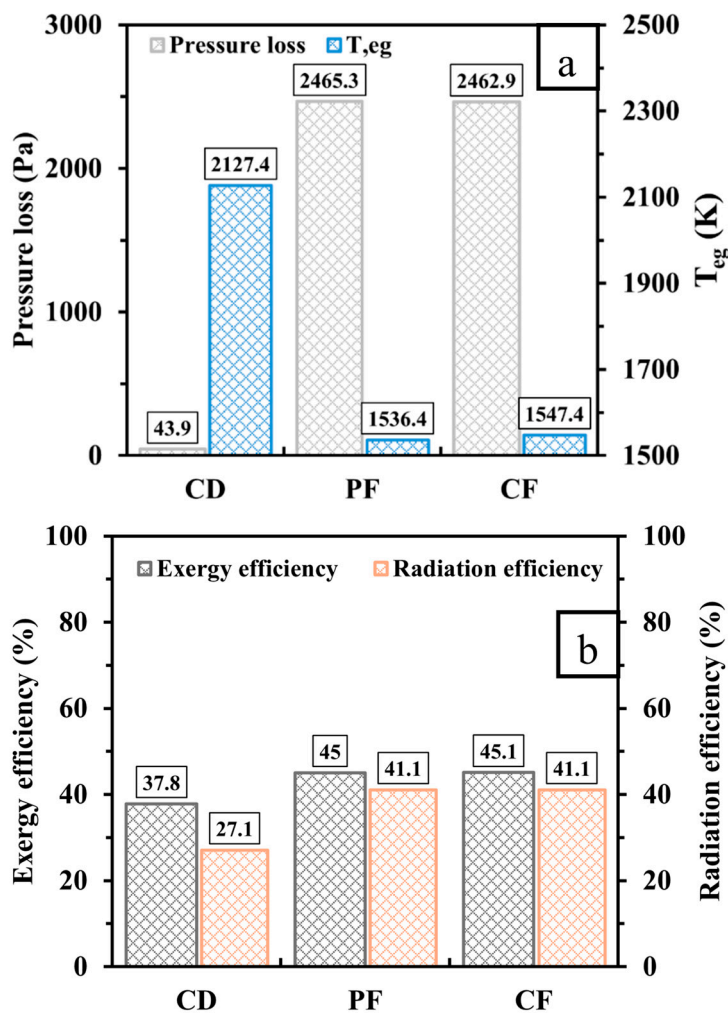 3000
2500
Pressure loss
T,eg
a
2465.3
2462.9
2300
2127.4
2000
2100
Pressure loss (Pa)
T_eg (K)
1900
1000
1700
1536.4
1547.4
43.9
0
1500
CD
PF
CF
100
100
Exergy efficiency
Radiation efficiency
80
80
b
Exergy efficiency (%)
Radiation efficiency (%)
60
60
45
45.1
37.8
41.1
41.1
40
40
27.1
20
20
0
0
CD
PF
CF